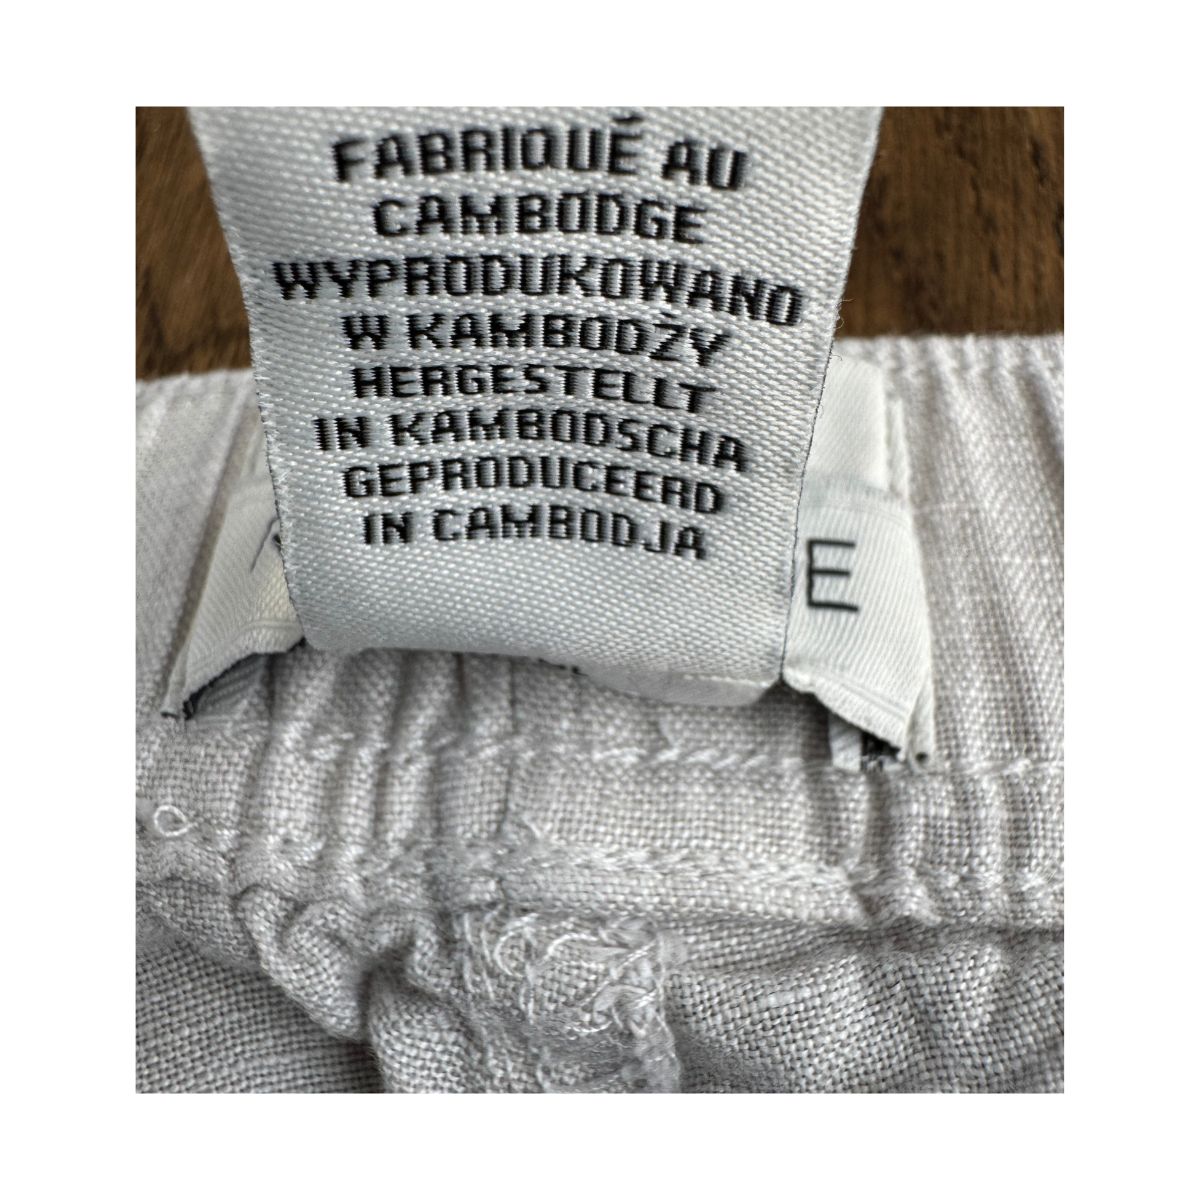 FABRIQUÉ AU
CAMBODGE
WYPRODUKOWANO
W KAMBODŻY
HERGESTELLT
IN KAMBODSCHA
GEPRODUCEERD
IN CAMBODJA
E